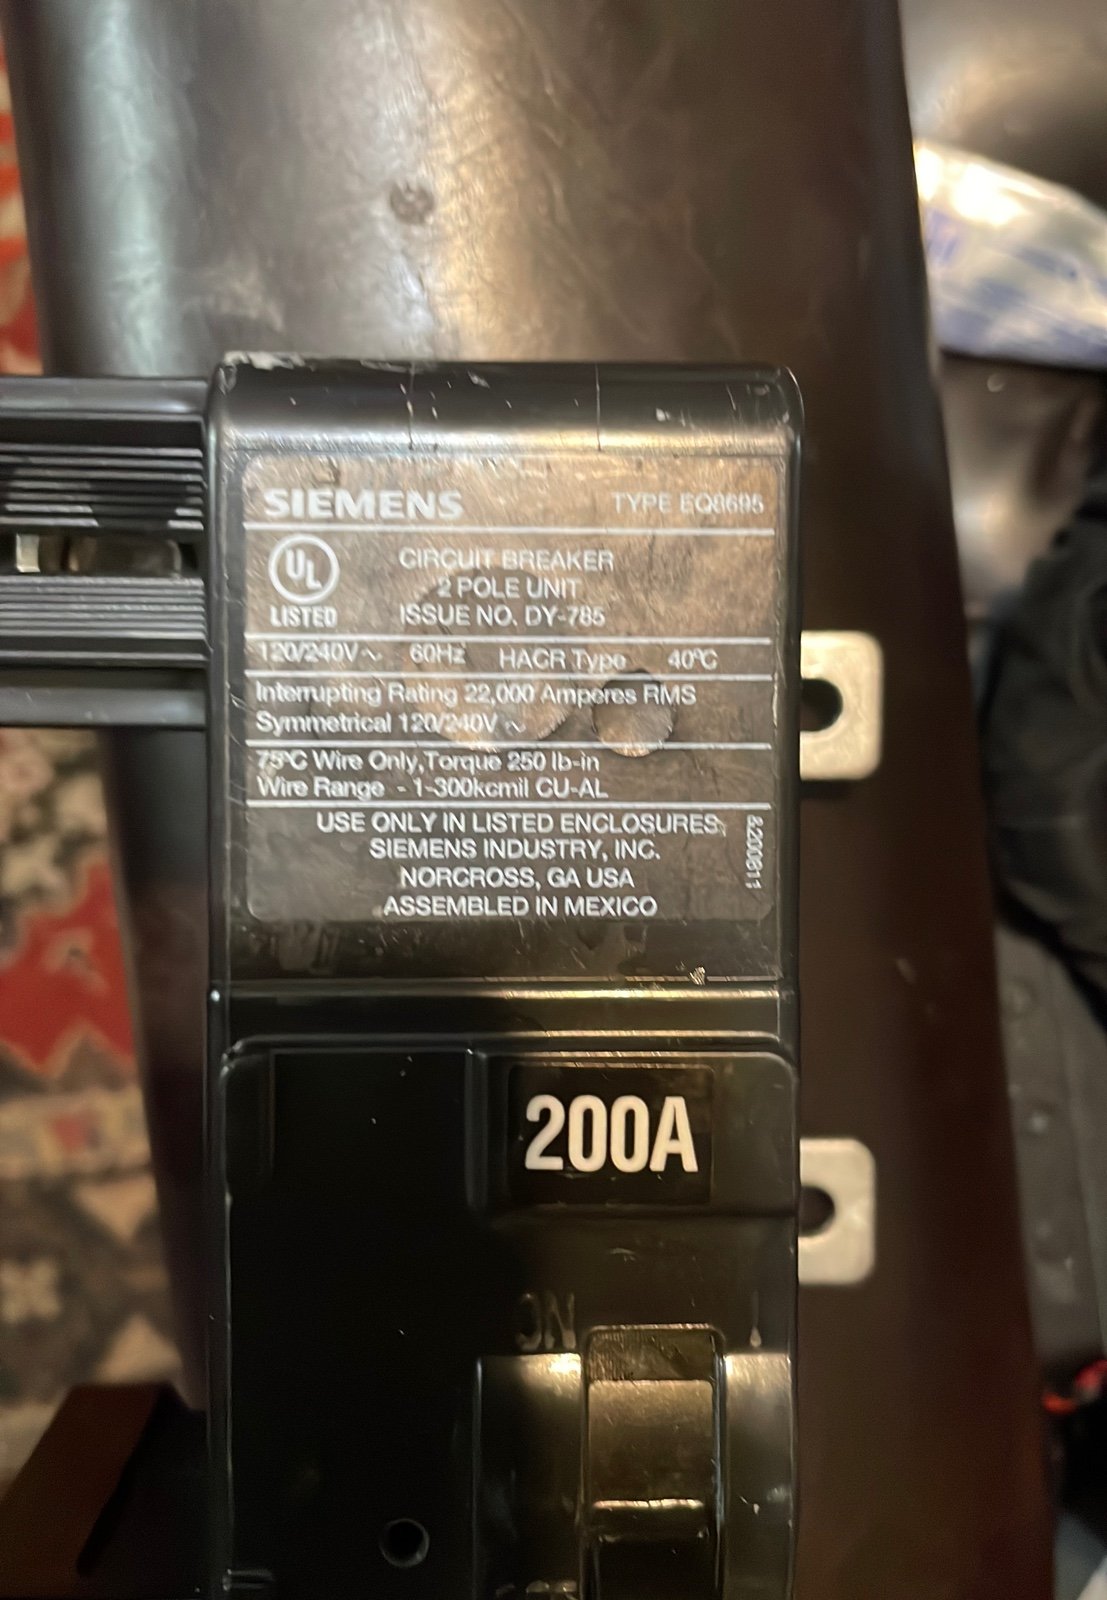 SIEMENS TYPE EQ8695
UL
LISTED
CIRCUIT BREAKER
2 POLE UNIT
ISSUE NO. DY-785
120/240V~ 60Hz HACR Type 40°C
Interrupting Rating 22,000 Amperes RMS
Symmetrical 120/240V ~
75°C Wire Only,Torque 250 lb-in
Wire Range - 1-300kcmil CU-AL
USE ONLY IN LISTED ENCLOSURES
SIEMENS INDUSTRY, INC.
NORCROSS, GA USA
ASSEMBLED IN MEXICO
200A
ON